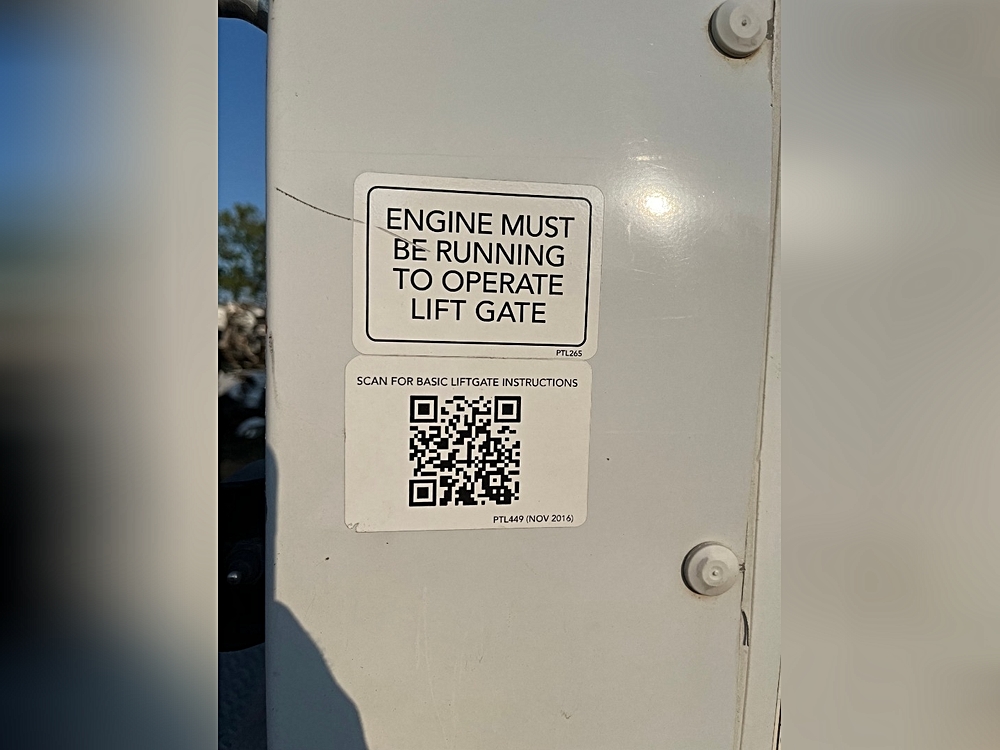 ENGINE MUST
BE RUNNING
TO OPERATE
LIFT GATE
PTL265
SCAN FOR BASIC LIFTGATE INSTRUCTIONS
PTL449 (NOV 2016)